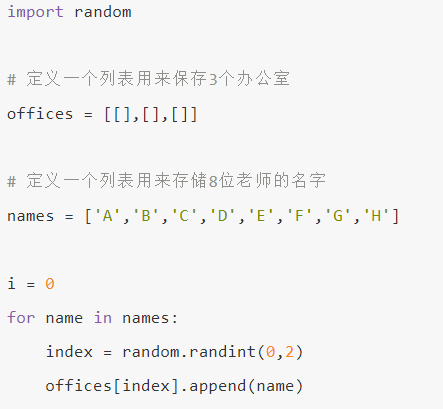 import random
# 定义一个列表用来保存3个办公室
offices = [[],[],[]]
# 定义一个列表用来存储8位老师的名字
names = ['A','B','C','D','E','F','G','H']
i = 0
for name in names:
    index = random.randint(0,2)
    offices[index].append(name)